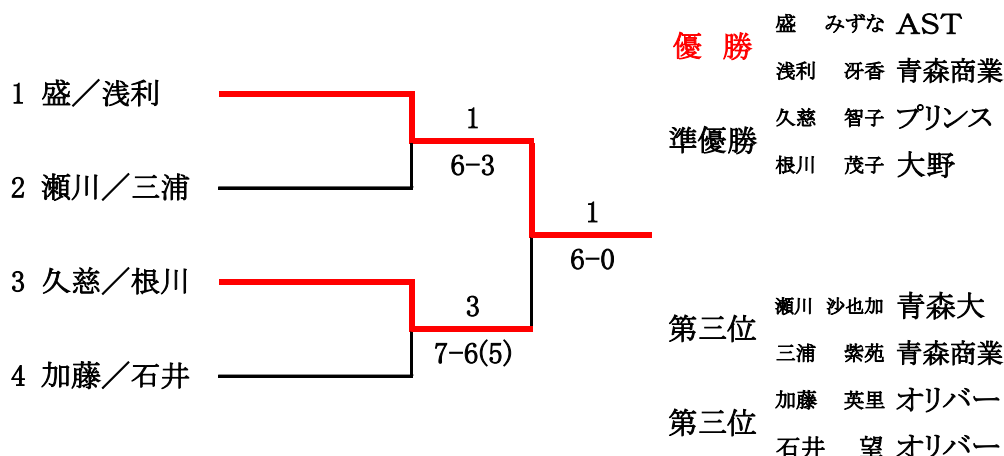 1 盛／浅利
2 瀬川／三浦
3 久慈／根川
4 加藤／石井
1
6-3
3
7-6(5)
1
6-0
優 勝
盛 みずな AST
浅利 冴香 青森商業
準優勝
久慈 智子 プリンス
根川 茂子 大野
第三位
瀬川 沙也加 青森大
三浦 紫苑 青森商業
第三位
加藤 英里 オリバー
石井 望 オリバー